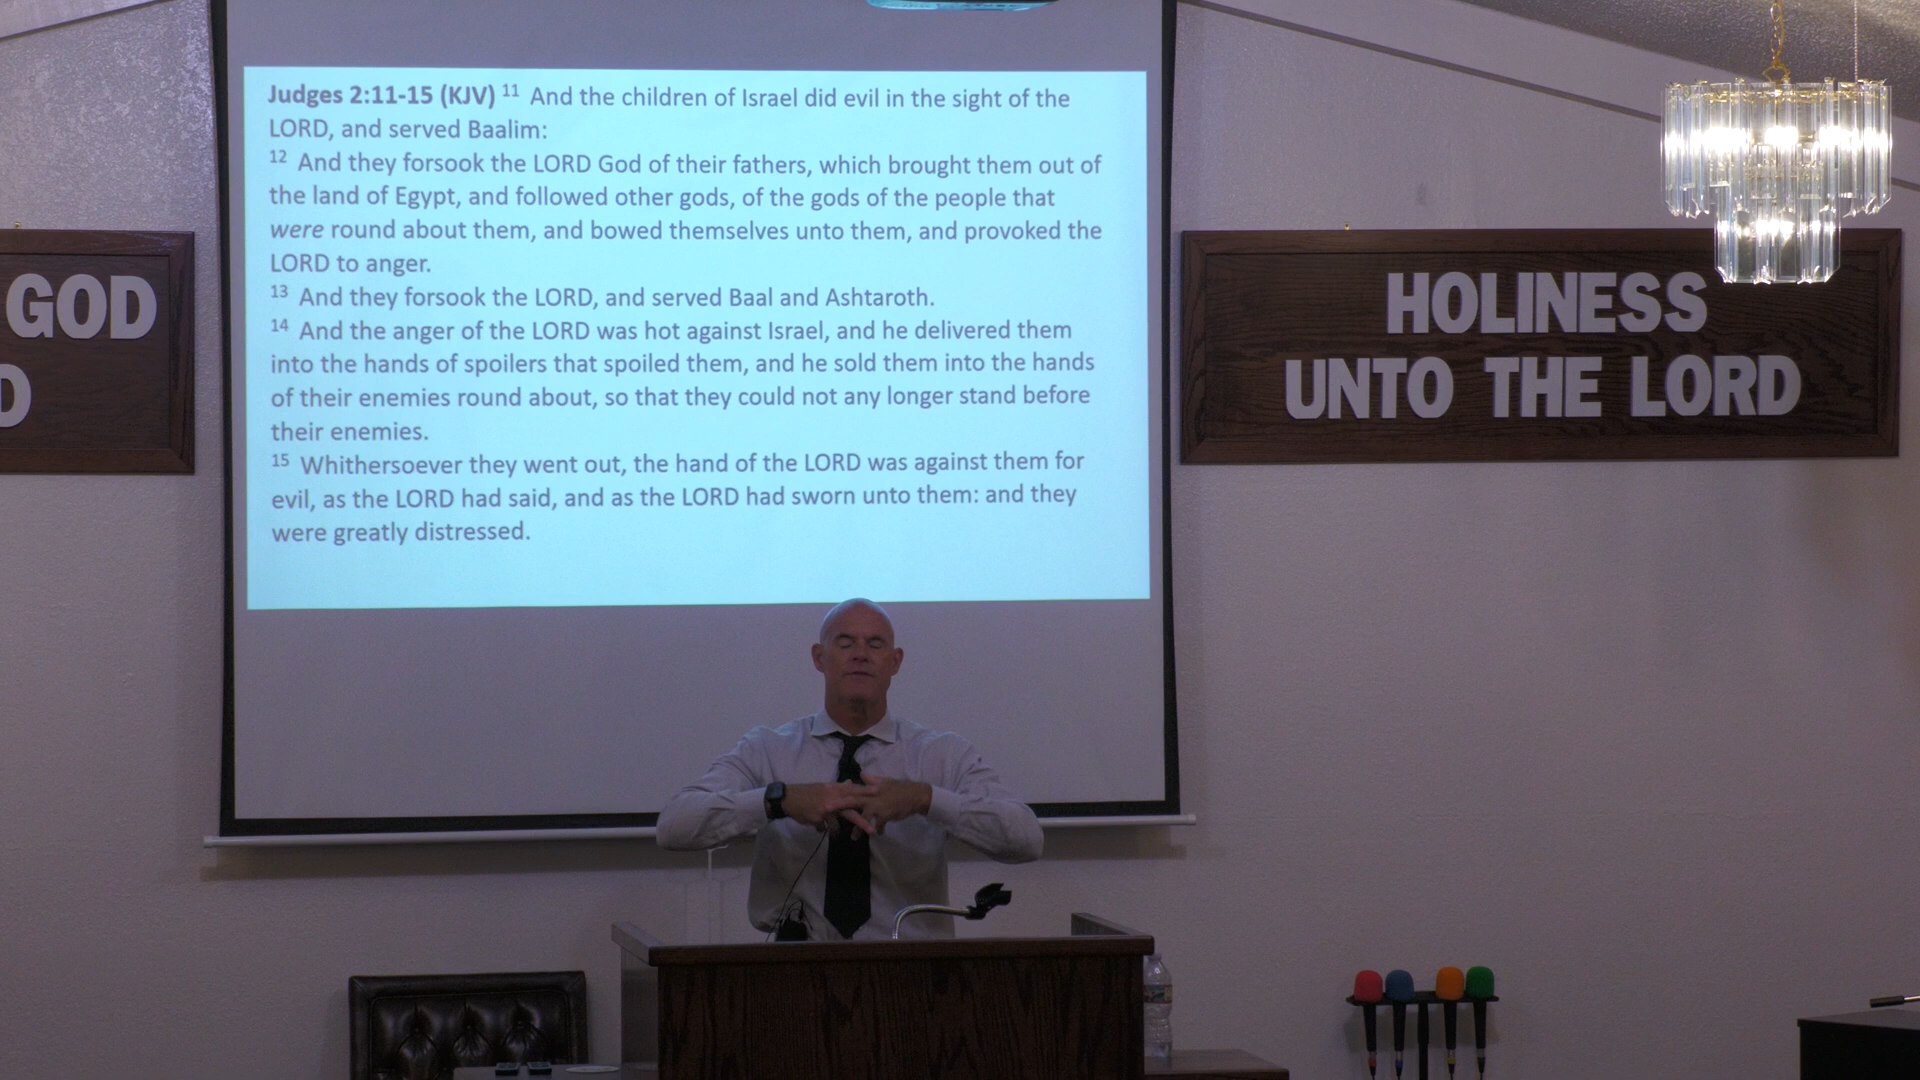 Judges 2:11-15 (KJV) 11 And the children of Israel did evil in the sight of the
LORD, and served Baalim:
12 And they forsook the LORD God of their fathers, which brought them out of
the land of Egypt, and followed other gods, of the gods of the people that
were round about them, and bowed themselves unto them, and provoked the
LORD to anger.
13 And they forsook the LORD, and served Baal and Ashtaroth.
14 And the anger of the LORD was hot against Israel, and he delivered them
into the hands of spoilers that spoiled them, and he sold them into the hands
of their enemies round about, so that they could not any longer stand before
their enemies.
15 Whithersoever they went out, the hand of the LORD was against them for
evil, as the LORD had said, and as the LORD had sworn unto them: and they
were greatly distressed.
GOD
HOLINESS
UNTO THE LORD